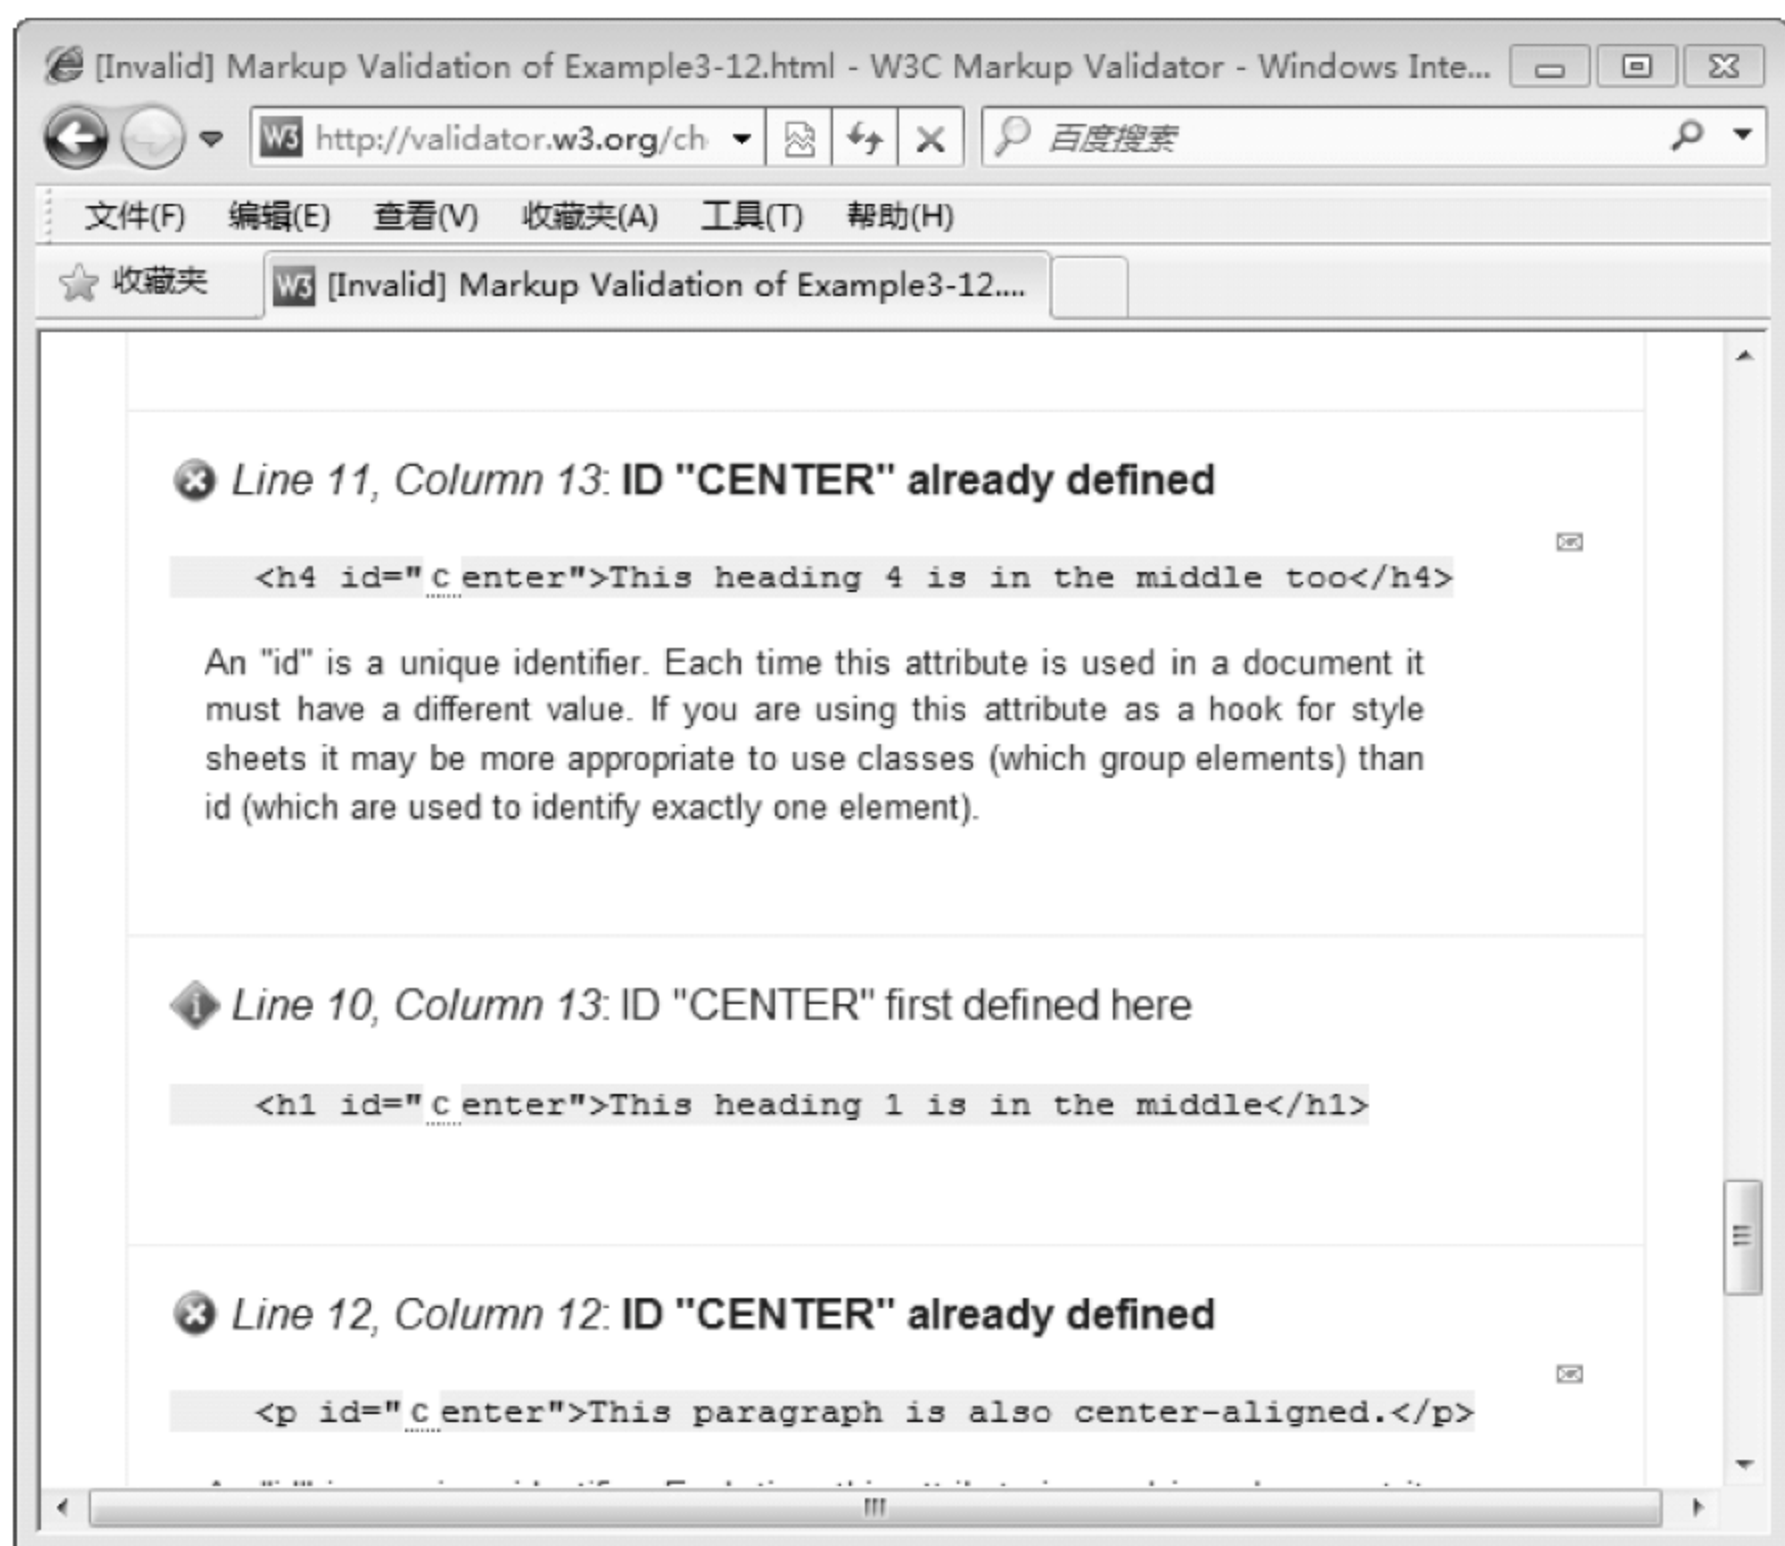 [Invalid] Markup Validation of Example3-12.html - W3C Markup Validator - Windows Inte...
W3 http://validator.w3.org/ch 百度搜索
文件(F) 编辑(E) 查看(V) 收藏夹(A) 工具(T) 帮助(H)
收藏夹 W3 [Invalid] Markup Validation of Example3-12....
Line 11, Column 13: ID "CENTER" already defined
<h4 id="center">This heading 4 is in the middle too</h4>
An "id" is a unique identifier. Each time this attribute is used in a document it
must have a different value. If you are using this attribute as a hook for style
sheets it may be more appropriate to use classes (which group elements) than
id (which are used to identify exactly one element).
Line 10, Column 13: ID "CENTER" first defined here
<h1 id="center">This heading 1 is in the middle</h1>
Line 12, Column 12: ID "CENTER" already defined
<p id="center">This paragraph is also center-aligned.</p>